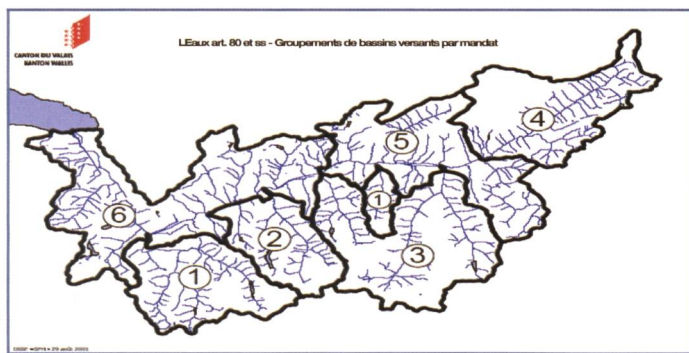 LEaux art. 80 et ss - Groupements de bassins versants par mandat
CANTON DU VALAIS
KANTON WALLIS
4
5
1
6
2
3
1